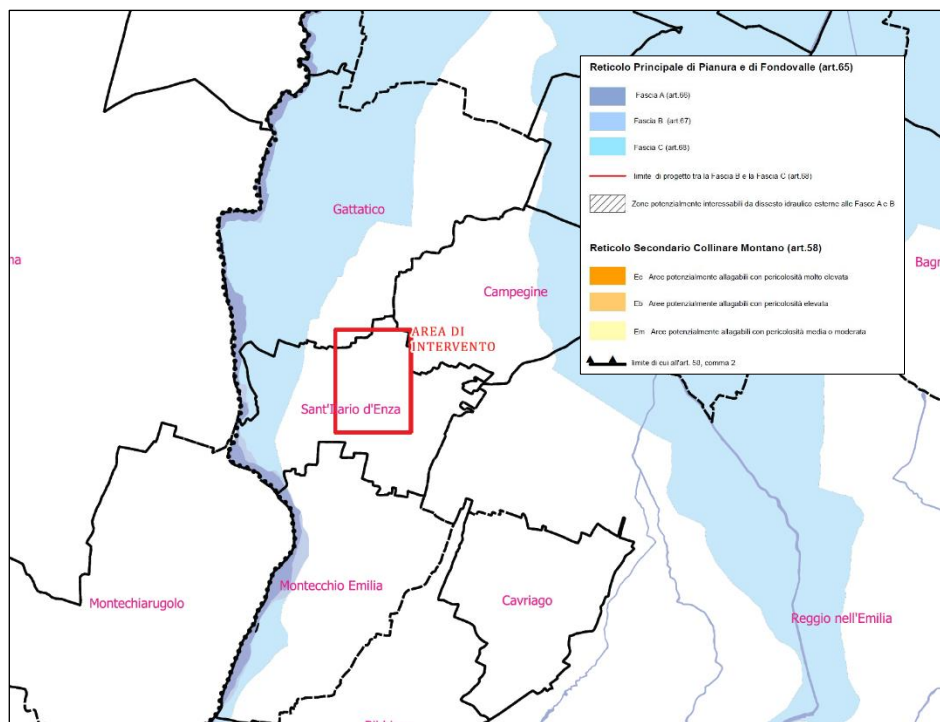 Reticolo Principale di Pianura e di Fondovalle (art.65)
Fascia A (art.66)
Fascia B (art.67)
Fascia C (art.68)
limite di progetto tra la Fascia B e la Fascia C (art.68)
Zone potenzialmente interessabili da dissesto idraulico esterne alle Fasce A e B
Reticolo Secondario Collinare Montano (art.58)
Ee Aree potenzialmente allagabili con pericolosità molto elevata
Eb Aree potenzialmente allagabili con pericolosità elevata
Em Aree potenzialmente allagabili con pericolosità media o moderata
limite di cui all'art. 58, comma 2
Gattatico
na
Bagn
Campegine
AREA DI
INTERVENTO
Sant'Ilario d'Enza
Montecchio Emilia
Montechiarugolo
Cavriago
Reggio nell'Emilia